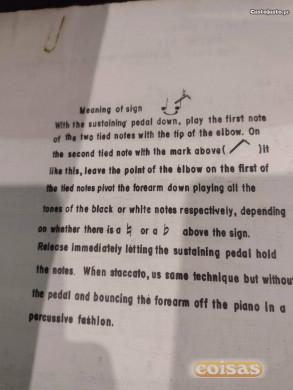 CustoJusto.pt
Meaning of sign
With the sustaining pedal down, play the first note
of the two tied notes with the tip of the elbow. On
the second tied note with the mark above( ╱╲ )it
like this, leave the point of the elbow on the first of
the tied notes pivot the forearm down playing all the
tones of the black or white notes respectively, depending
on whether there is a ♮ or a ♭ above the sign.
Release immediately letting the sustaining pedal hold
the notes. When staccato, us same technique but without
the pedal and bouncing the forearm off the piano in a
percussive fashion.
coisas